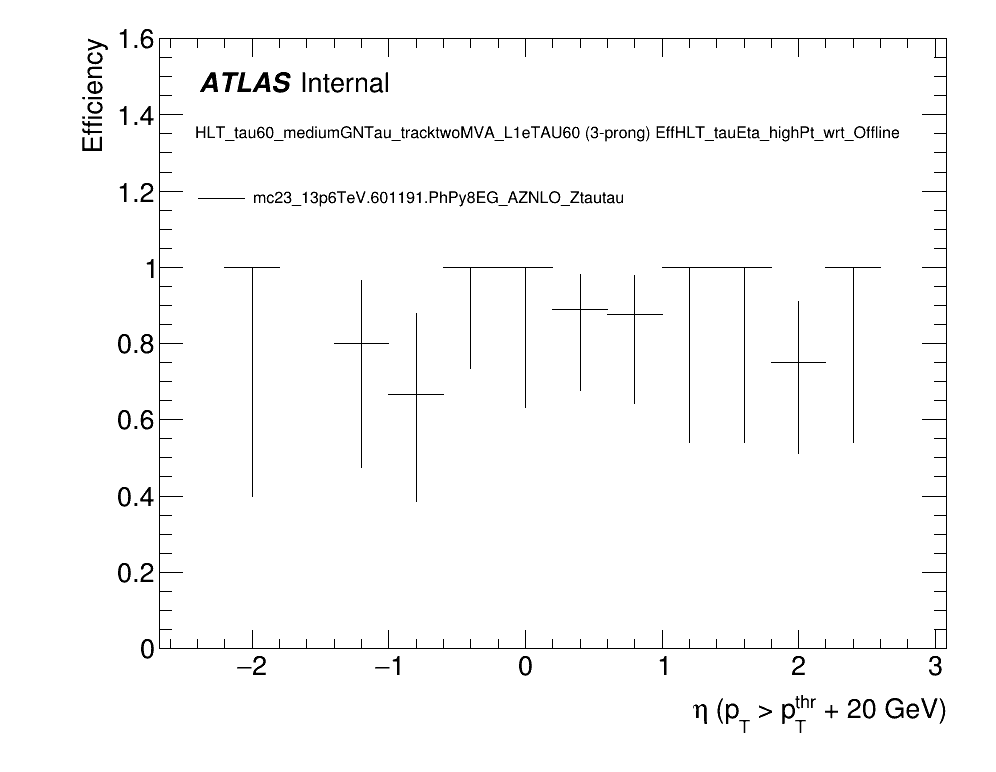 Efficiency
1.6
1.4
1.2
1
0.8
0.6
0.4
0.2
0
ATLAS Internal
HLT_tau60_mediumGNTau_tracktwoMVA_L1eTAU60 (3-prong) EffHLT_tauEta_highPt_wrt_Offline
mc23_13p6TeV.601191.PhPy8EG_AZNLO_Ztautau
−2 −1 0 1 2 3
η (p_T > p_T^thr + 20 GeV)